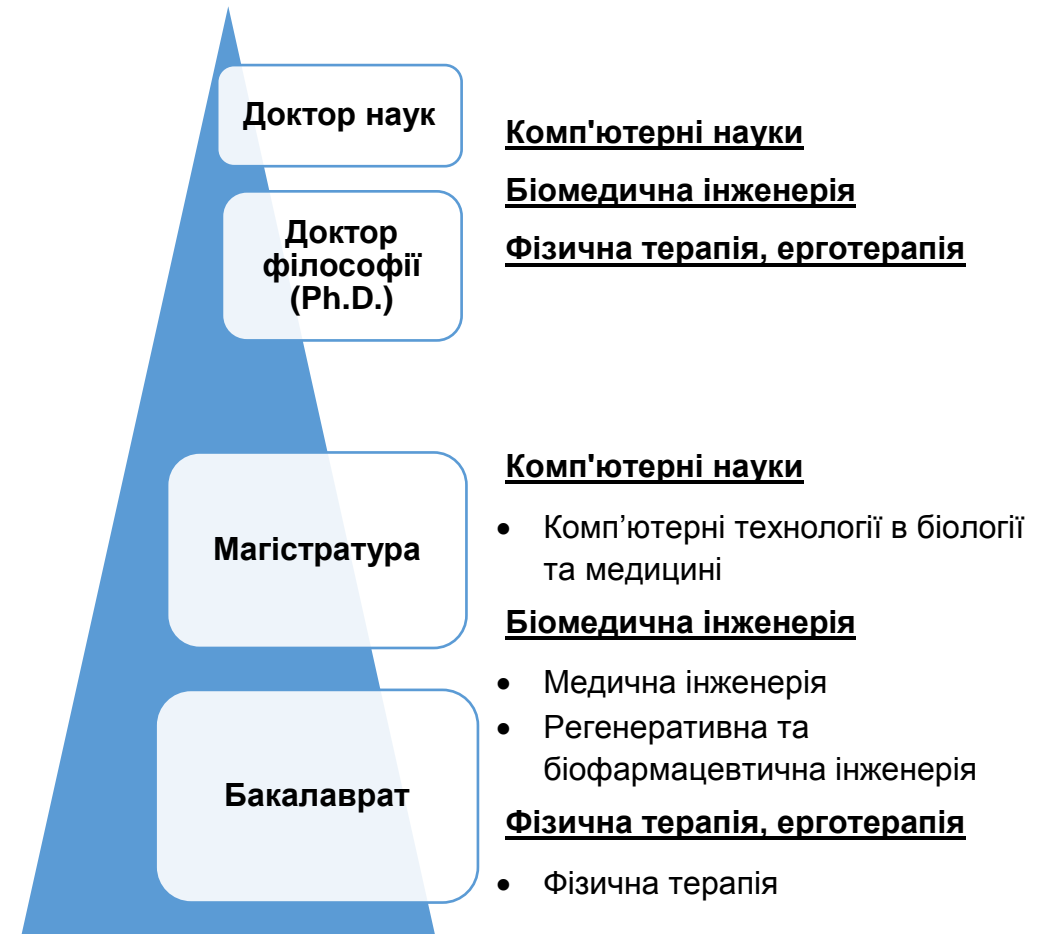 Доктор наук
Доктор
філософії
(Ph.D.)
Комп'ютерні науки
Біомедична інженерія
Фізична терапія, ерготерапія
Магістратура
Бакалаврат
Комп'ютерні науки
• Комп’ютерні технології в біології
та медицині
Біомедична інженерія
• Медична інженерія
• Регенеративна та
біофармацевтична інженерія
Фізична терапія, ерготерапія
• Фізична терапія